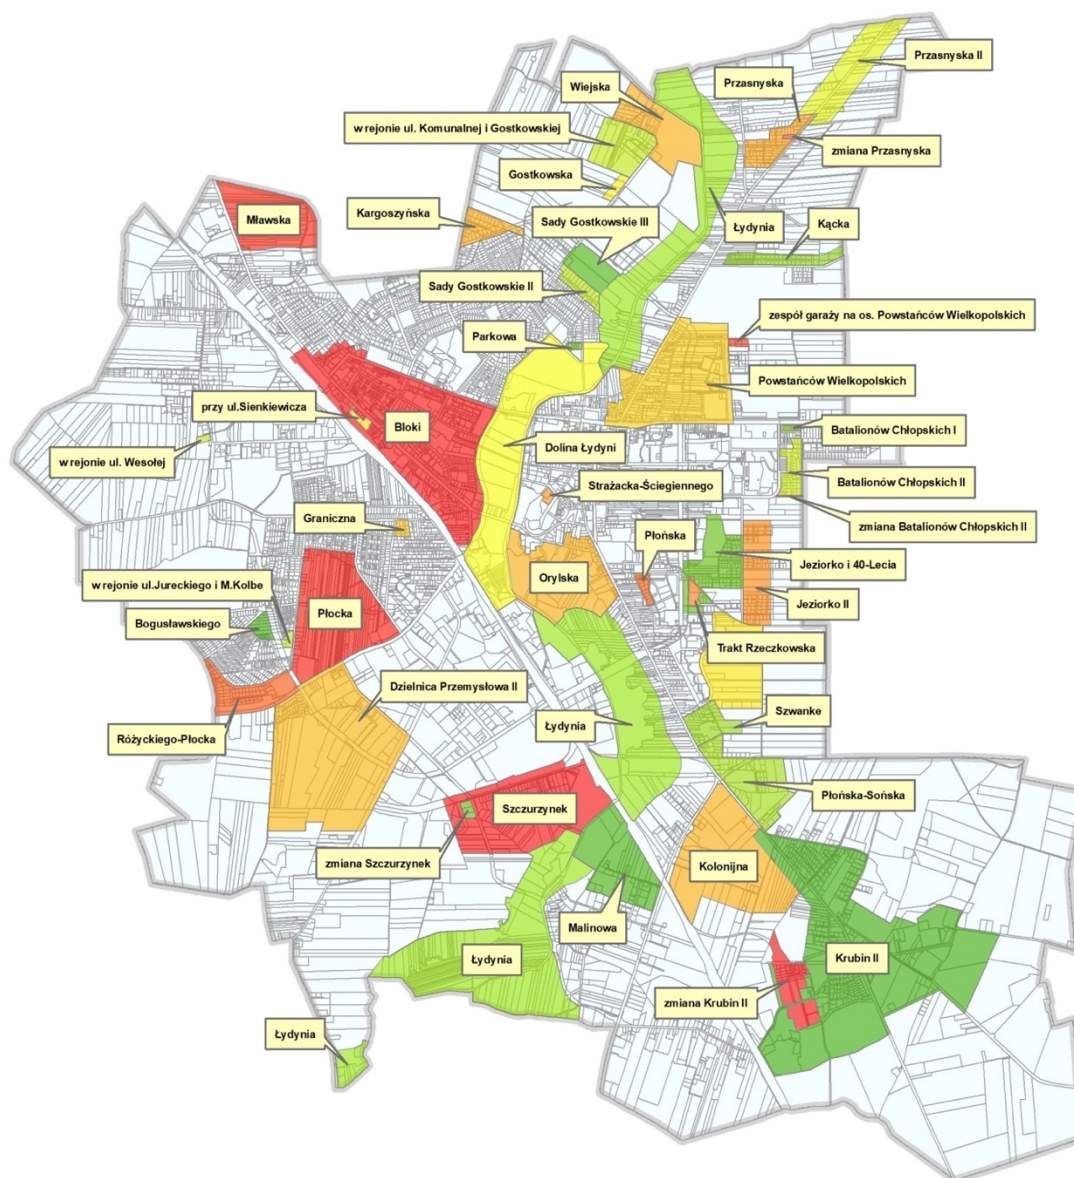 Przasnyska II
Wiejska
Przasnyska
w rejonie ul. Komunalnej i Gostkowskiej
zmiana Przasnyska
Gostkowska
Kargoszyńska
Mławska
Sady Gostkowskie III
Łydynia
Kącka
Sady Gostkowskie II
zespół garaży na os. Powstańców Wielkopolskich
Parkowa
Powstańców Wielkopolskich
przy ul.Sienkiewicza
Bloki
Batalionów Chłopskich I
w rejonie ul. Wesołej
Dolina Łydyni
Strażacka-Ściegiennego
Batalionów Chłopskich II
Graniczna
zmiana Batalionów Chłopskich II
Płońska
Jeziorko i 40-Lecia
w rejonie ul.Jureckiego i M.Kolbe
Orylska
Płocka
Jeziorko II
Bogusławskiego
Trakt Rzeczkowska
Dzielnica Przemysłowa II
Szwanke
Łydynia
Różyckiego-Płocka
Płońska-Sońska
Szczurzynek
zmiana Szczurzynek
Kolonijna
Malinowa
Krubin II
Łydynia
zmiana Krubin II
Łydynia